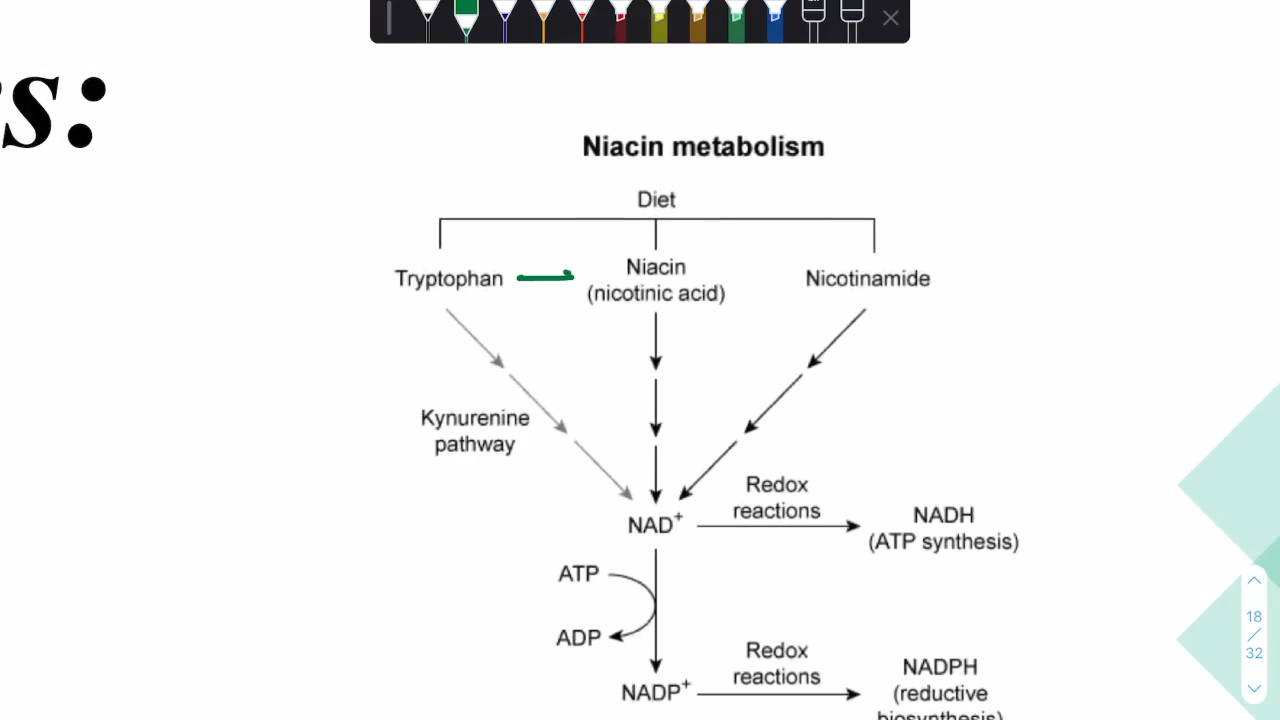 s:
Niacin metabolism
Diet
Tryptophan
Niacin
(nicotinic acid)
Nicotinamide
Kynurenine
pathway
NAD+
Redox
reactions
NADH
(ATP synthesis)
ATP
ADP
NADP+
Redox
reactions
NADPH
(reductive
biosynthesis)
18
/
32